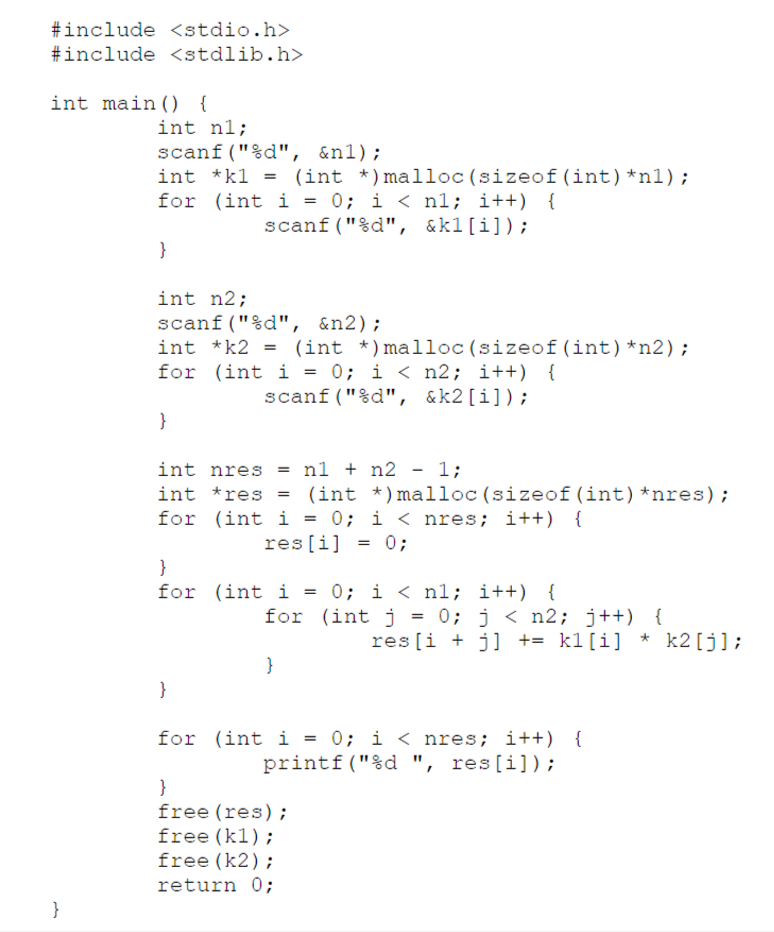 #include <stdio.h>
#include <stdlib.h>
int main() {
int n1;
scanf("%d", &n1);
int *k1 = (int *)malloc(sizeof(int)*n1);
for (int i = 0; i < n1; i++) {
scanf("%d", &k1[i]);
}
int n2;
scanf("%d", &n2);
int *k2 = (int *)malloc(sizeof(int)*n2);
for (int i = 0; i < n2; i++) {
scanf("%d", &k2[i]);
}
int nres = n1 + n2 - 1;
int *res = (int *)malloc(sizeof(int)*nres);
for (int i = 0; i < nres; i++) {
res[i] = 0;
}
for (int i = 0; i < n1; i++) {
for (int j = 0; j < n2; j++) {
res[i + j] += k1[i] * k2[j];
}
}
for (int i = 0; i < nres; i++) {
printf("%d ", res[i]);
}
free(res);
free(k1);
free(k2);
return 0;
}